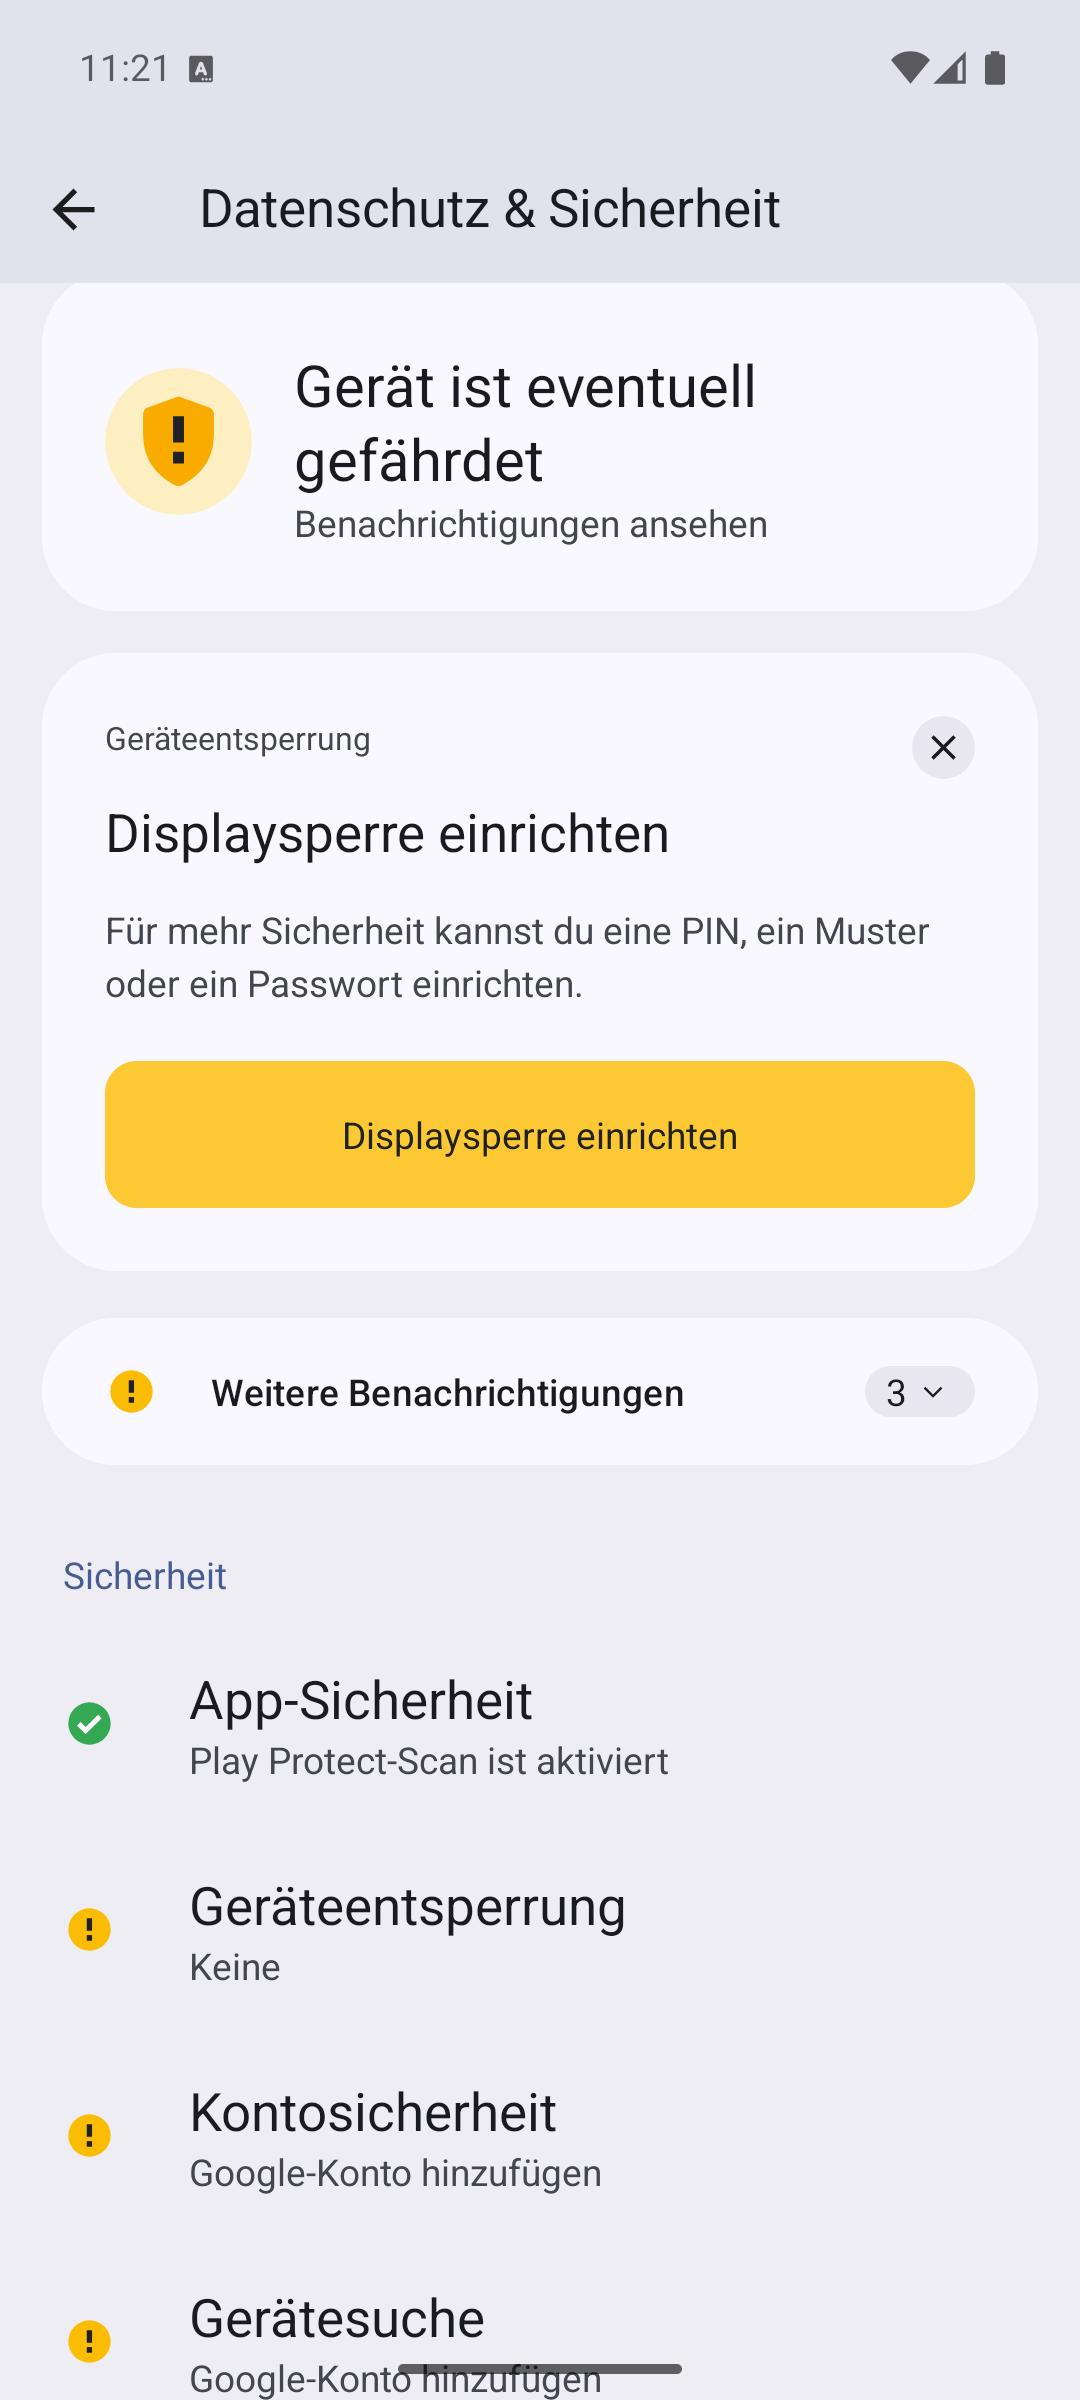 11:21
Datenschutz & Sicherheit
Gerät ist eventuell
gefährdet
Benachrichtigungen ansehen
Geräteentsperrung
Displaysperre einrichten
Für mehr Sicherheit kannst du eine PIN, ein Muster
oder ein Passwort einrichten.
Displaysperre einrichten
Weitere Benachrichtigungen 3
Sicherheit
App-Sicherheit
Play Protect-Scan ist aktiviert
Geräteentsperrung
Keine
Kontosicherheit
Google-Konto hinzufügen
Gerätesuche
Google-Konto hinzufügen